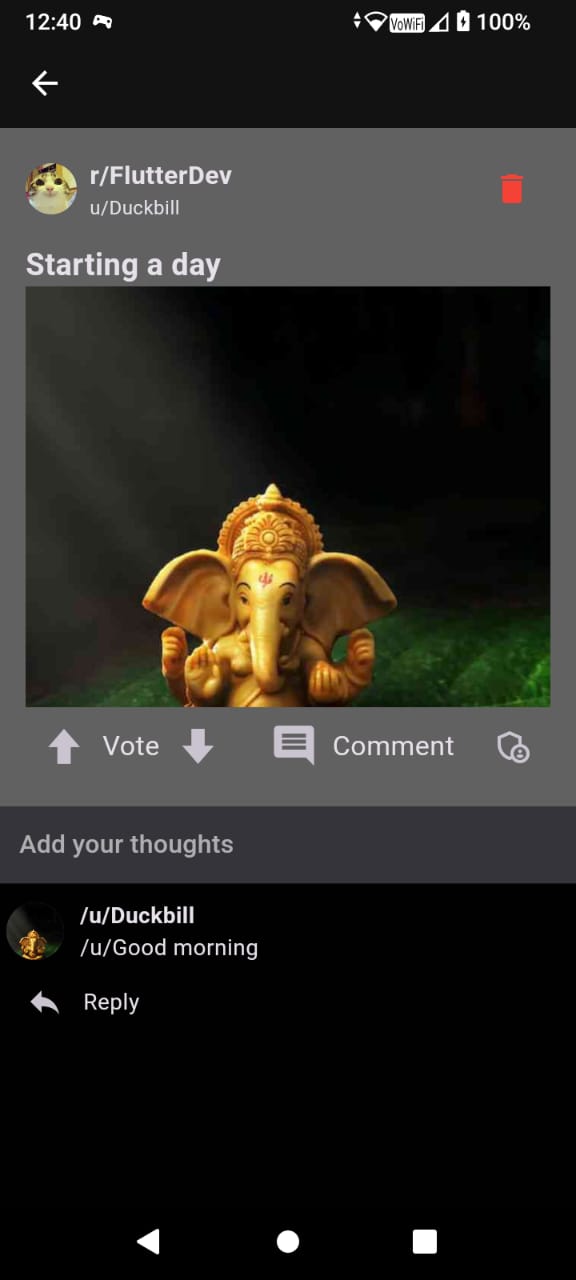 12:40 VoWiFi 100%
r/FlutterDev
u/Duckbill
Starting a day
Vote Comment
Add your thoughts
/u/Duckbill
/u/Good morning
Reply